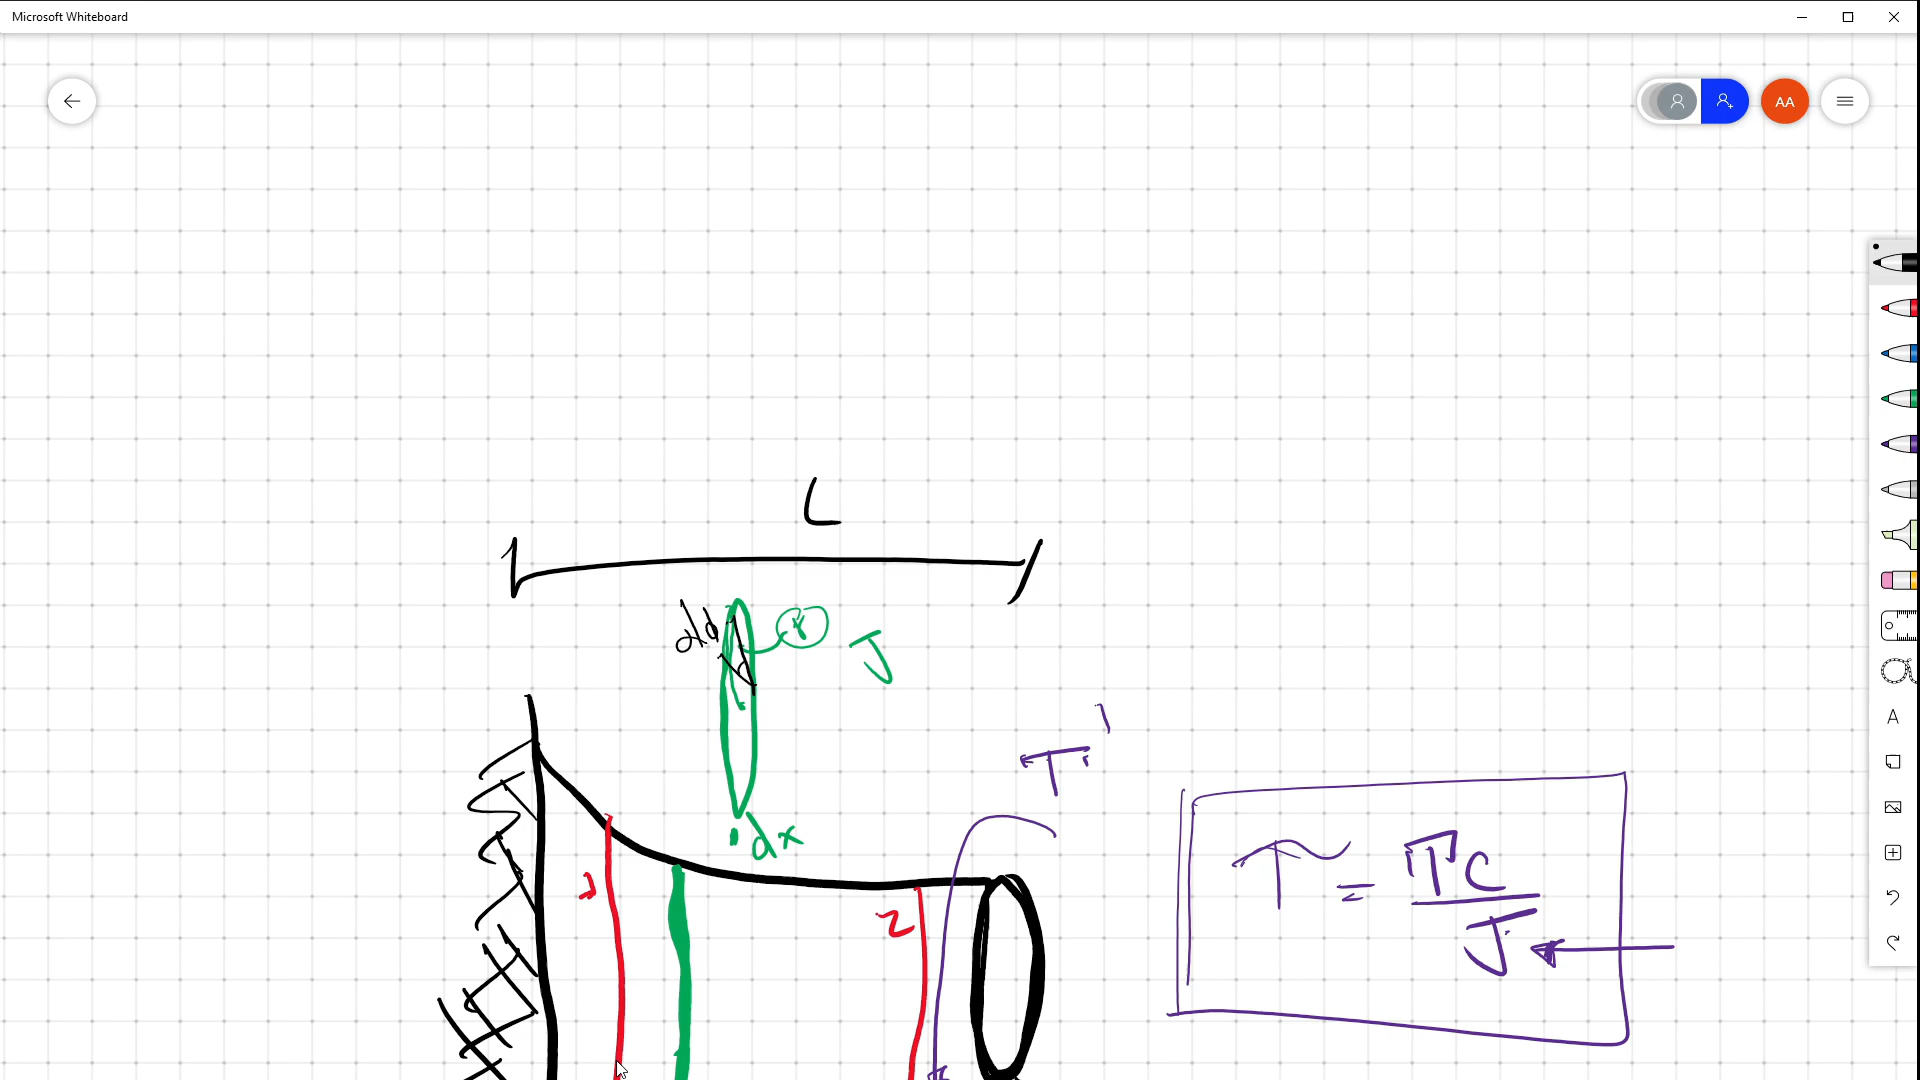 Microsoft Whiteboard
AA
L
dφ r J
T'
dx
1
2
τ = Tc
J
A